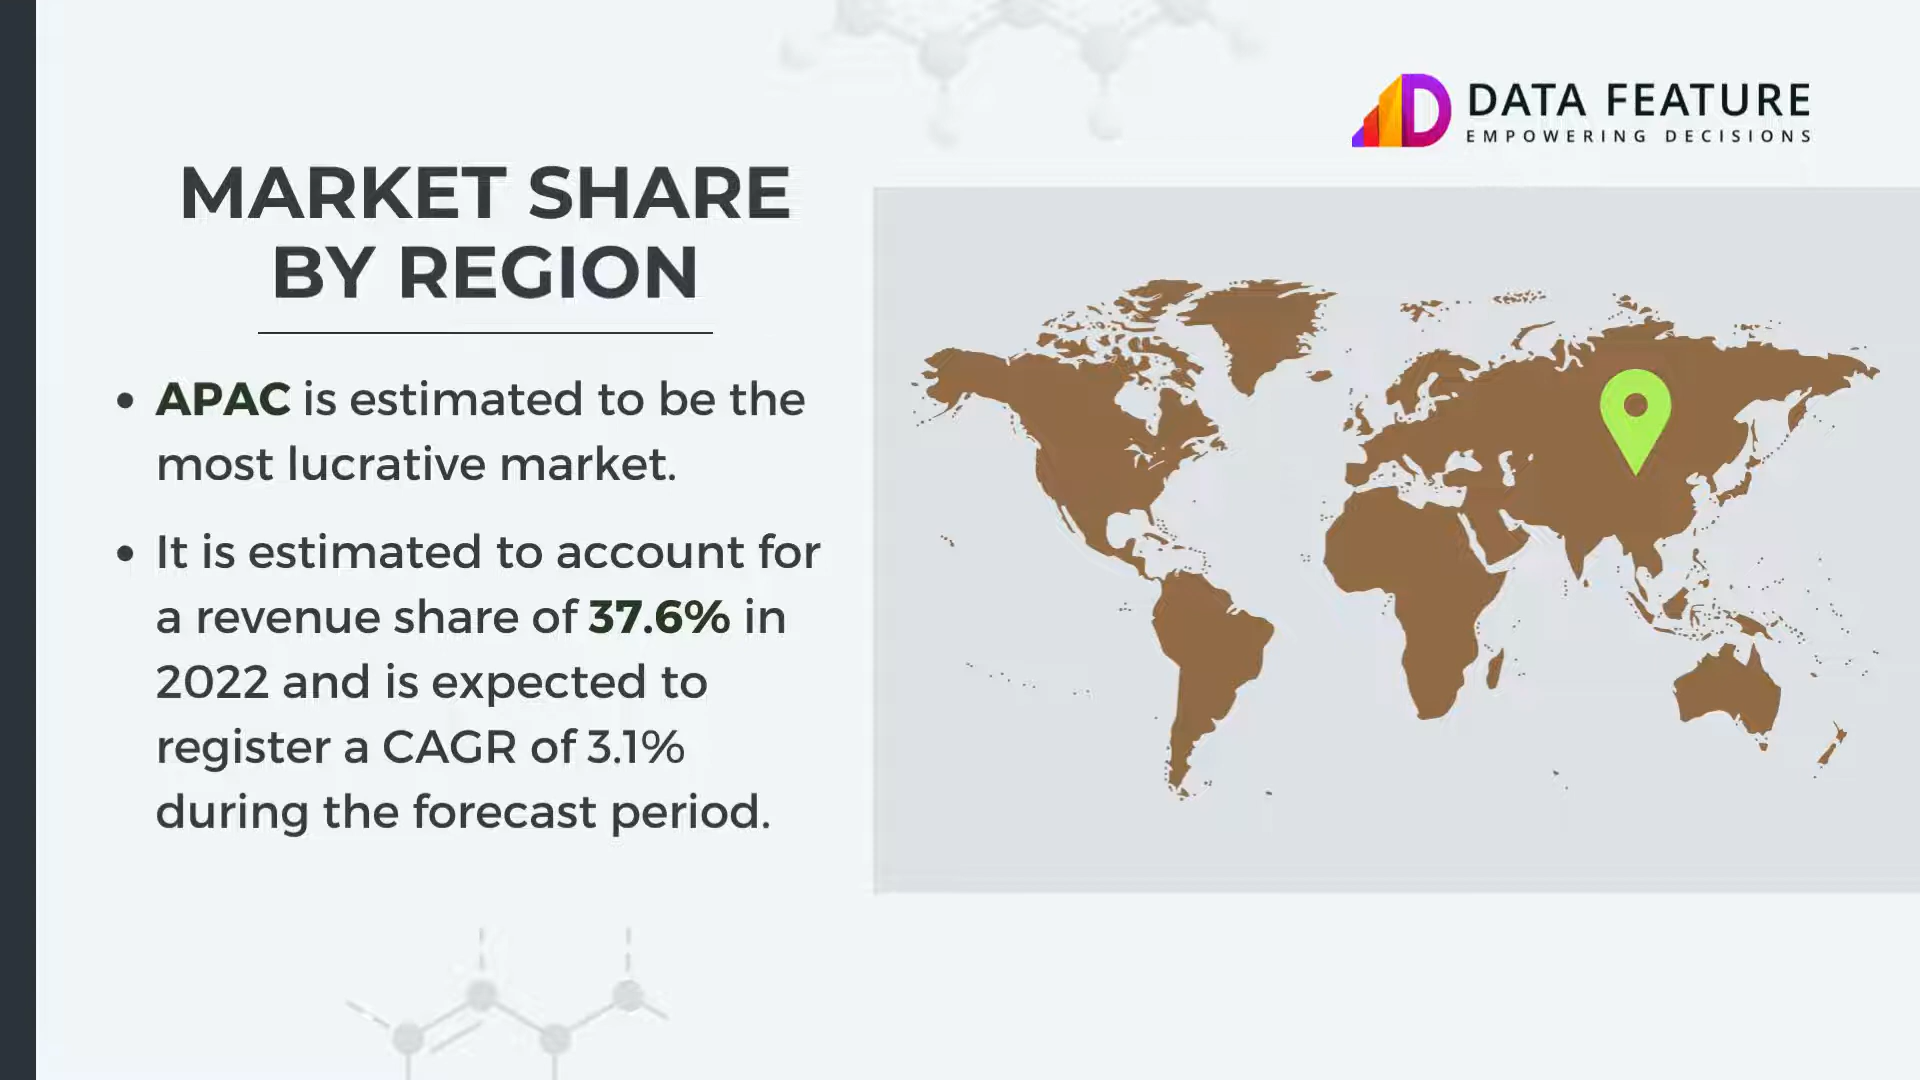 DATA FEATURE
EMPOWERING DECISIONS
MARKET SHARE
BY REGION
• APAC is estimated to be the
most lucrative market.
• It is estimated to account for
a revenue share of 37.6% in
2022 and is expected to
register a CAGR of 3.1%
during the forecast period.